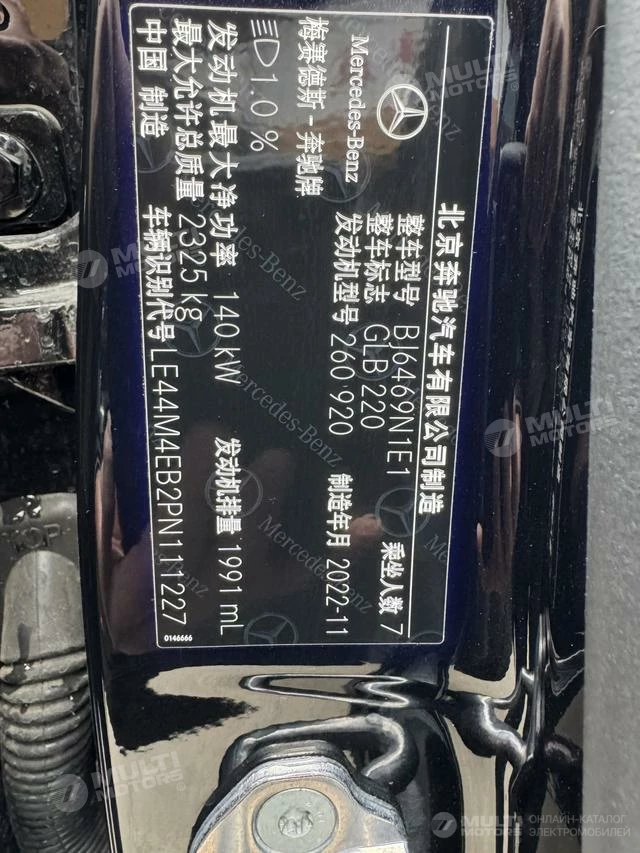 Mercedes-Benz
北京奔驰汽车有限公司制造
梅赛德斯-奔驰牌
整车型号 BJ6469N1E1
乘坐人数 7
整车标志 GLB 220
发动机型号 260 920
制造年月 2022-11
1.0%
发动机最大净功率 140 kW
发动机排量 1991 mL
最大允许总质量 2325 kg
中国 制造
车辆识别代号 LE44M4EB2PN111227
0146666
TOP
MULTI MOTORS
ОНЛАЙН-КАТАЛОГ
ЭЛЕКТРОМОБИЛЕЙ